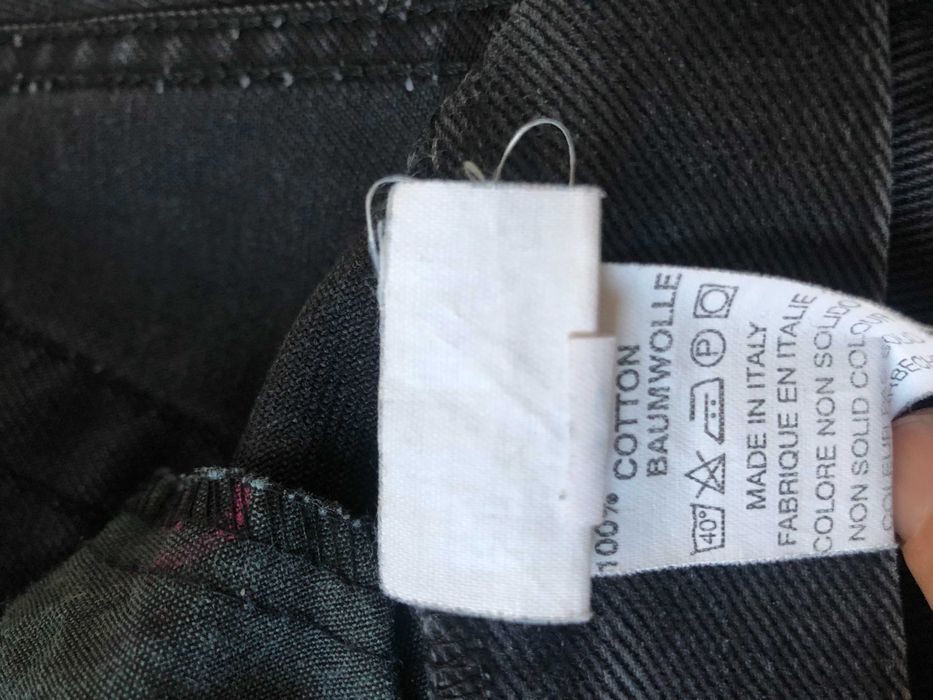 100% COTTON
BAUMWOLLE
40° P
MADE IN ITALY
FABRIQUE EN ITALIE
COLORE NON SOLIDO
NON SOLID COLOUR